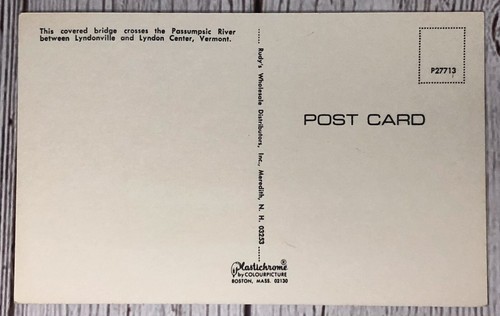 This covered bridge crosses the Passumpsic River
between Lyndonville and Lyndon Center, Vermont.
P27713
POST CARD
Rudy's Wholesale Distributors, Inc., Meredith, N. H. 03253
Plastichrome®
by COLOURPICTURE
BOSTON, MASS. 02130